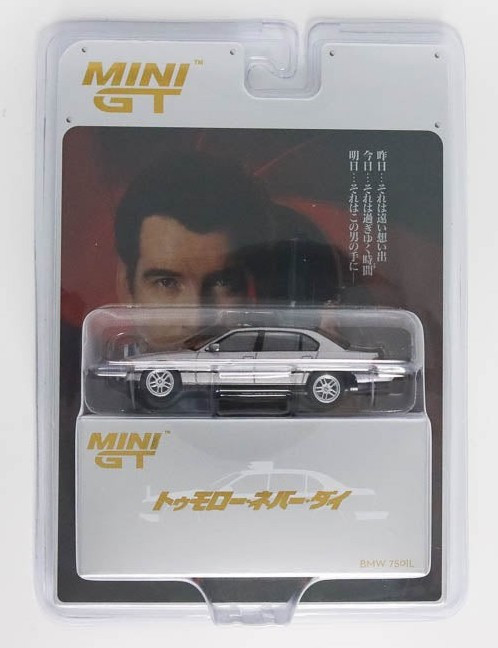 MINI GT™
昨日…それは遠い想い出
今日…それは過ぎゆく時間
明日…それはこの男の手に―
MINI GT™
トゥモロー・ネバー・ダイ
BMW 750iL